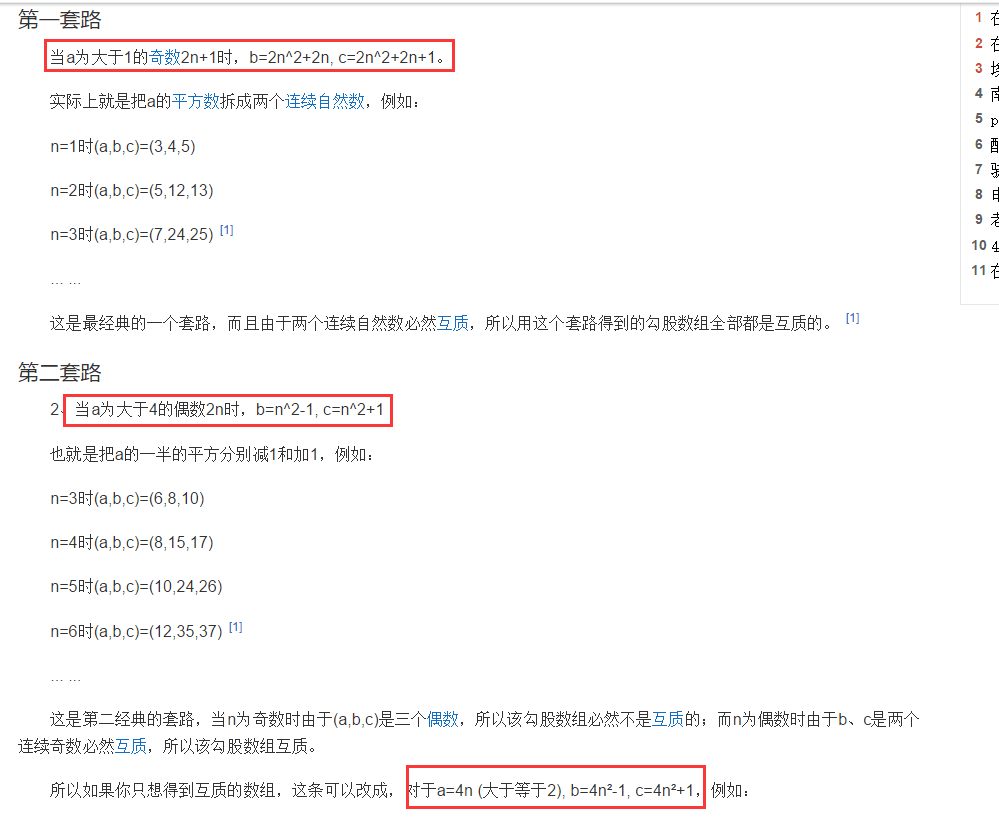 第一套路
当a为大于1的奇数2n+1时，b=2n^2+2n, c=2n^2+2n+1。
实际上就是把a的平方数拆成两个连续自然数，例如：
n=1时(a,b,c)=(3,4,5)
n=2时(a,b,c)=(5,12,13)
n=3时(a,b,c)=(7,24,25) [1]
... ...
这是最经典的一个套路，而且由于两个连续自然数必然互质，所以用这个套路得到的勾股数组全部都是互质的。 [1]
第二套路
2、当a为大于4的偶数2n时，b=n^2-1, c=n^2+1
也就是把a的一半的平方分别减1和加1，例如：
n=3时(a,b,c)=(6,8,10)
n=4时(a,b,c)=(8,15,17)
n=5时(a,b,c)=(10,24,26)
n=6时(a,b,c)=(12,35,37) [1]
... ...
这是第二经典的套路，当n为奇数时由于(a,b,c)是三个偶数，所以该勾股数组必然不是互质的；而n为偶数时由于b、c是两个
连续奇数必然互质，所以该勾股数组互质。
所以如果你只想得到互质的数组，这条可以改成，对于a=4n (大于等于2), b=4n²-1, c=4n²+1，例如：
1 在
2 在
3
4 南
5 p
6
7
8
9 老
10 4
11 在